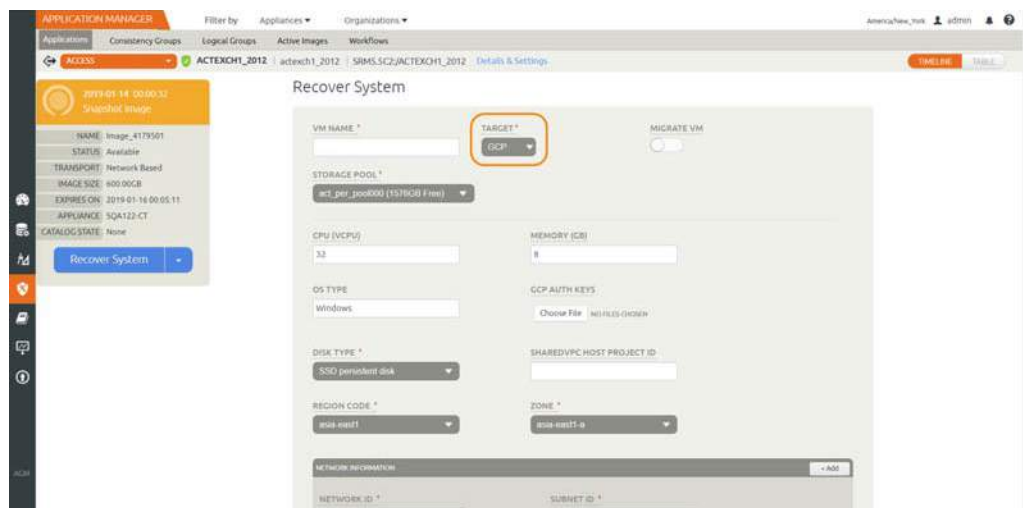 APPLICATION MANAGER Filter by Appliances Organizations America/New_York admin
Applications Consistency Groups Logical Groups Active Images Workflows
ACCESS ACTEXCH1_2012 actexch1_2012 SRMS.SC2:/ACTEXCH1_2012 Details & Settings TIMELINE TABLE
2019-01-14 00:00:32
Snapshot Image
NAME Image_4179501
STATUS Available
TRANSPORT Network Based
IMAGE SIZE 600.00GB
EXPIRES ON 2019-01-16 00:05:11
APPLIANCE SQA122-CT
CATALOG STATE None
Recover System
Recover System
VM NAME * TARGET * MIGRATE VM
GCP
STORAGE POOL *
act_per_pool000 (1576GB Free)
CPU (VCPU) MEMORY (GB)
32 8
OS TYPE GCP AUTH KEYS
Windows Choose File NO FILES CHOSEN
DISK TYPE * SHAREDVPC HOST PROJECT ID
SSD persistent disk
REGION CODE * ZONE *
asia-east1 asia-east1-a
NETWORK INFORMATION + Add
NETWORK ID * SUBNET ID *
AGM